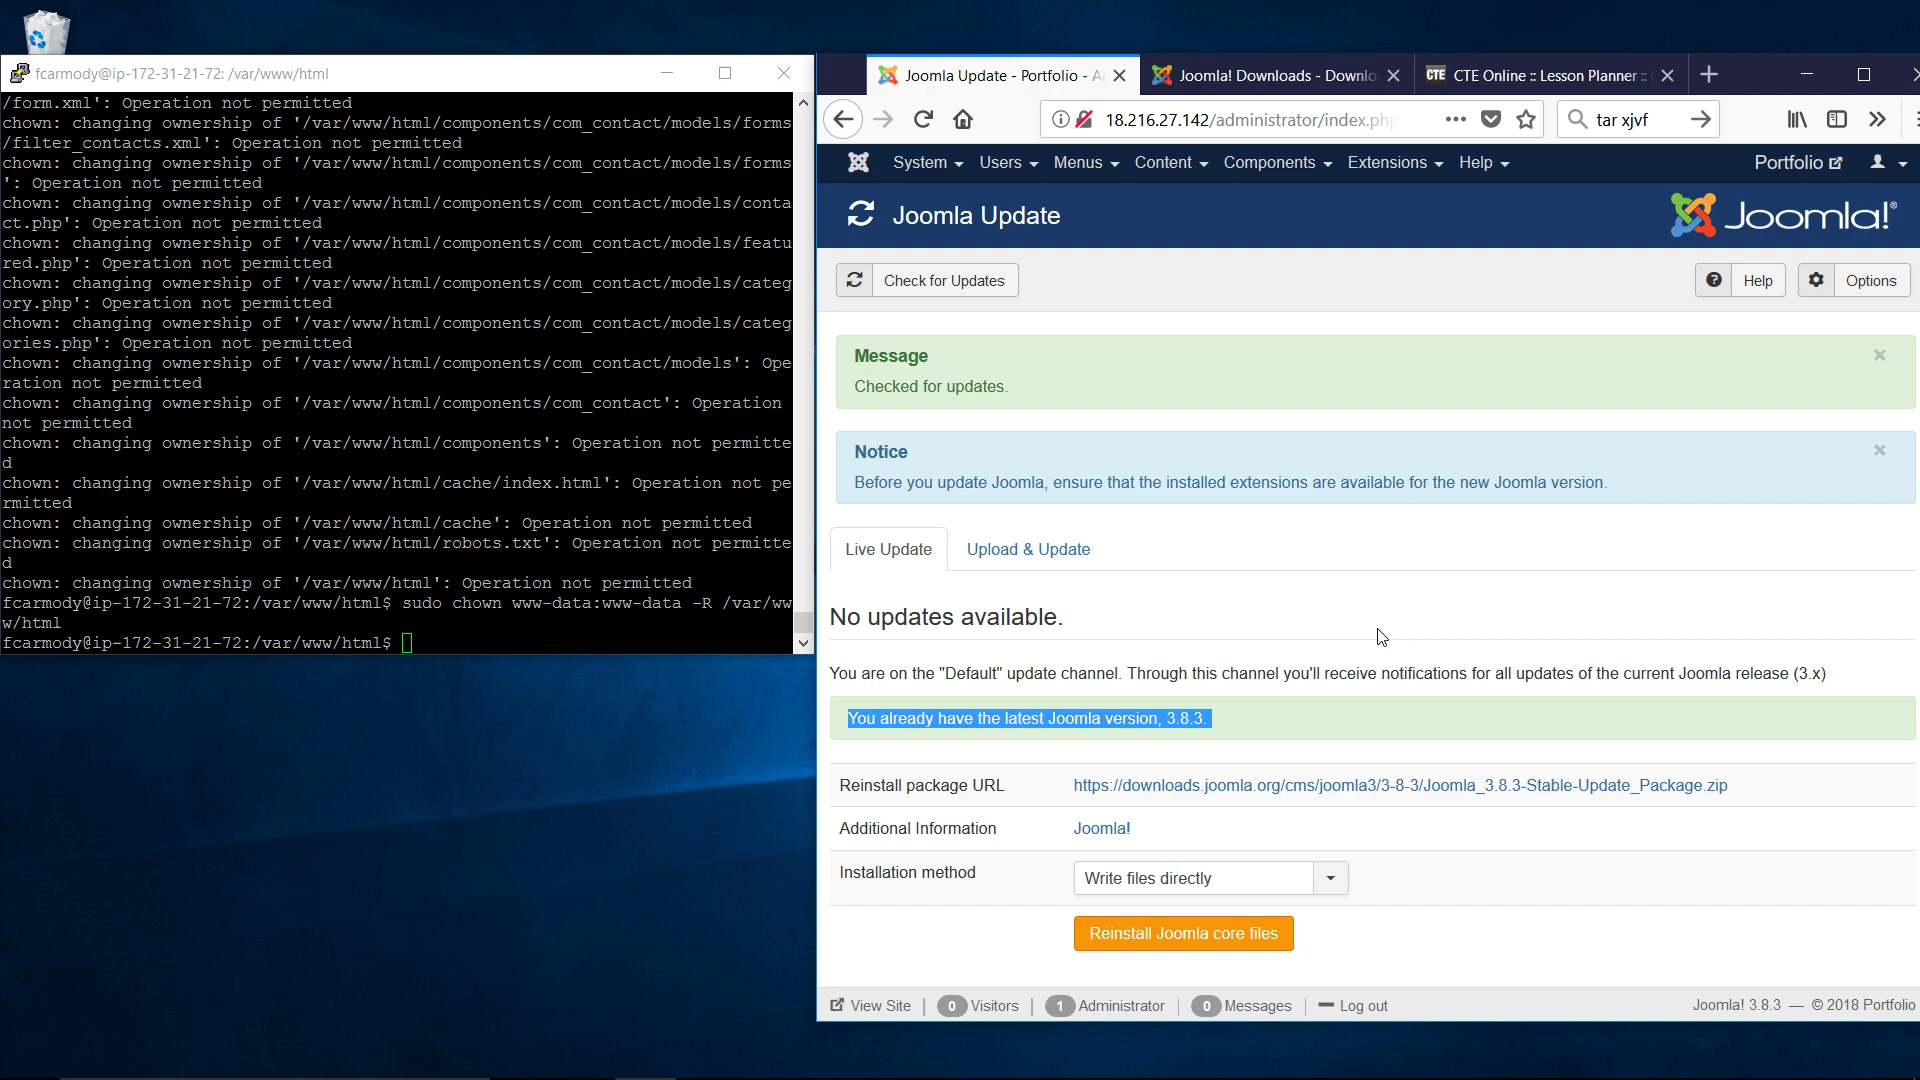 fcarmody@ip-172-31-21-72: /var/www/html
/form.xml': Operation not permitted
chown: changing ownership of '/var/www/html/components/com_contact/models/forms
/filter_contacts.xml': Operation not permitted
chown: changing ownership of '/var/www/html/components/com_contact/models/forms
': Operation not permitted
chown: changing ownership of '/var/www/html/components/com_contact/models/conta
ct.php': Operation not permitted
chown: changing ownership of '/var/www/html/components/com_contact/models/featu
red.php': Operation not permitted
chown: changing ownership of '/var/www/html/components/com_contact/models/categ
ory.php': Operation not permitted
chown: changing ownership of '/var/www/html/components/com_contact/models/categ
ories.php': Operation not permitted
chown: changing ownership of '/var/www/html/components/com_contact/models': Ope
ration not permitted
chown: changing ownership of '/var/www/html/components/com_contact': Operation
not permitted
chown: changing ownership of '/var/www/html/components': Operation not permitte
d
chown: changing ownership of '/var/www/html/cache/index.html': Operation not pe
rmitted
chown: changing ownership of '/var/www/html/cache': Operation not permitted
chown: changing ownership of '/var/www/html/robots.txt': Operation not permitte
d
chown: changing ownership of '/var/www/html': Operation not permitted
fcarmody@ip-172-31-21-72:/var/www/html$ sudo chown www-data:www-data -R /var/ww
w/html
fcarmody@ip-172-31-21-72:/var/www/html$
Joomla Update - Portfolio - A
Joomla! Downloads - Downlo
CTE CTE Online :: Lesson Planner ::
18.216.27.142/administrator/index.php
tar xjvf
System Users Menus Content Components Extensions Help
Portfolio
Joomla Update
Joomla!®
Check for Updates
Help
Options
Message
Checked for updates.
Notice
Before you update Joomla, ensure that the installed extensions are available for the new Joomla version.
Live Update
Upload & Update
No updates available.
You are on the "Default" update channel. Through this channel you'll receive notifications for all updates of the current Joomla release (3.x)
You already have the latest Joomla version, 3.8.3.
Reinstall package URL https://downloads.joomla.org/cms/joomla3/3-8-3/Joomla_3.8.3-Stable-Update_Package.zip
Additional Information Joomla!
Installation method Write files directly
Reinstall Joomla core files
View Site | 0 Visitors | 1 Administrator | 0 Messages | Log out
Joomla! 3.8.3 — © 2018 Portfolio